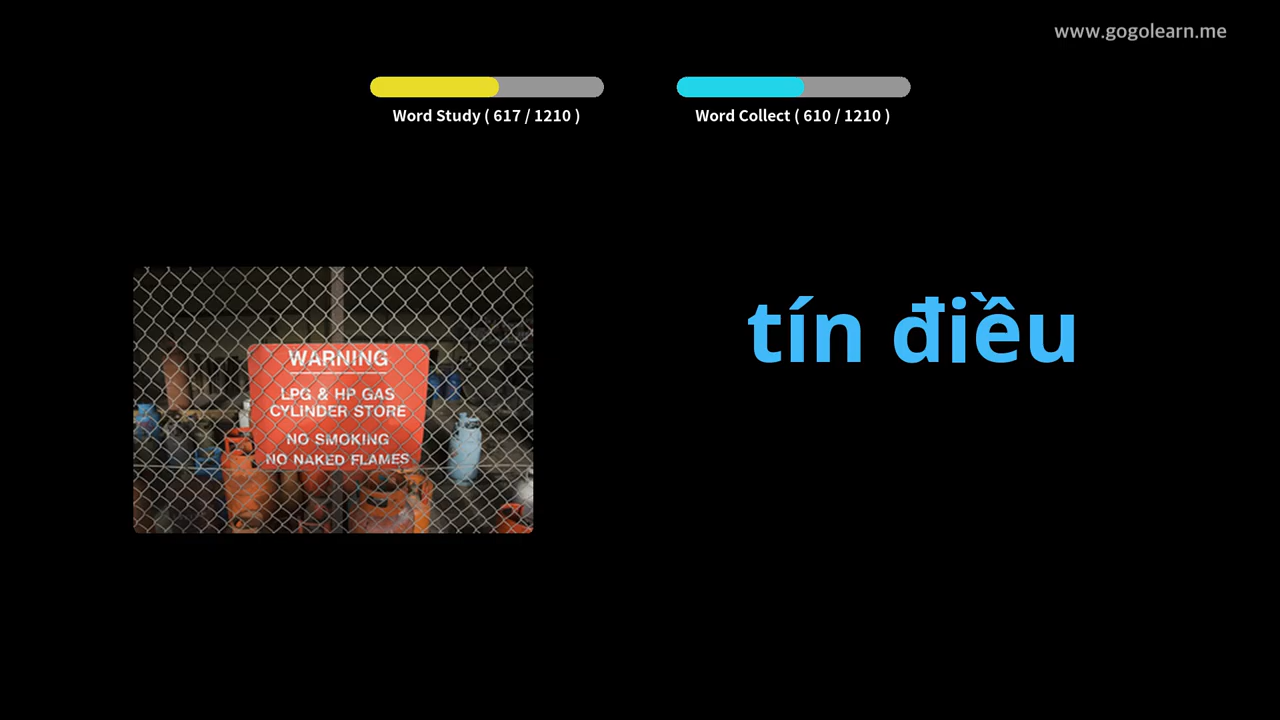 www.gogolearn.me
Word Study ( 617 / 1210 )
Word Collect ( 610 / 1210 )
tín điều
WARNING
LPG & HP GAS
CYLINDER STORE
NO SMOKING
NO NAKED FLAMES